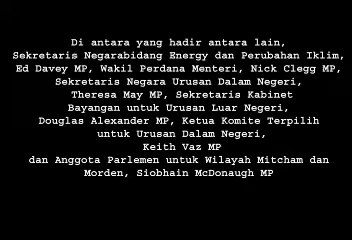 Di antara yang hadir antara lain,
Sekretaris Negarabidang Energy dan Perubahan Iklim,
Ed Davey MP, Wakil Perdana Menteri, Nick Clegg MP,
Sekretaris Negara Urusan Dalam Negeri,
Theresa May MP, Sekretaris Kabinet
Bayangan untuk Urusan Luar Negeri,
Douglas Alexander MP, Ketua Komite Terpilih
untuk Urusan Dalam Negeri,
Keith Vaz MP
dan Anggota Parlemen untuk Wilayah Mitcham dan
Morden, Siobhain McDonaugh MP